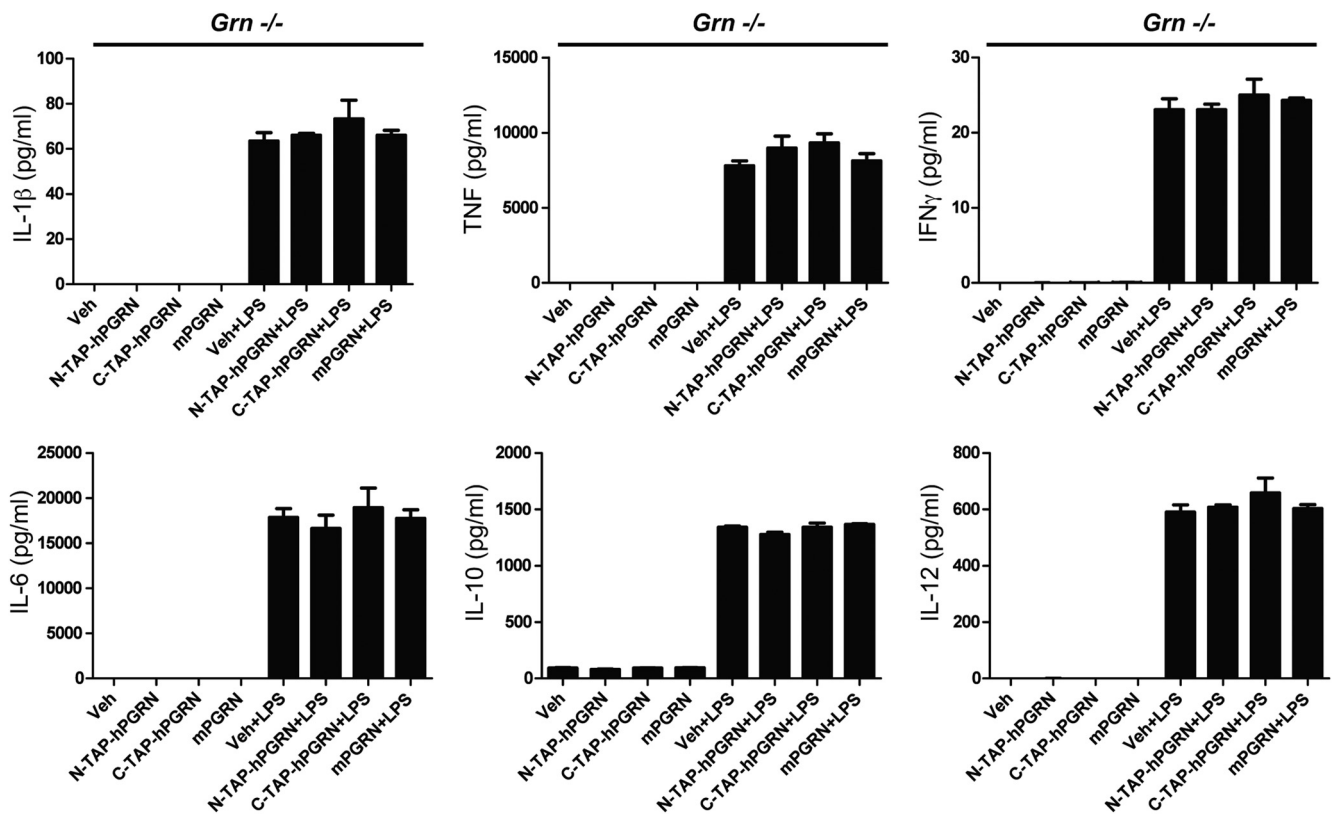 Grn -/-
IL-1β (pg/ml)
100
80
60
40
20
0
Veh
N-TAP-hPGRN
C-TAP-hPGRN
mPGRN
Veh+LPS
N-TAP-hPGRN+LPS
C-TAP-hPGRN+LPS
mPGRN+LPS
Grn -/-
TNF (pg/ml)
15000
10000
5000
0
Veh
N-TAP-hPGRN
C-TAP-hPGRN
mPGRN
Veh+LPS
N-TAP-hPGRN+LPS
C-TAP-hPGRN+LPS
mPGRN+LPS
Grn -/-
IFNγ (pg/ml)
30
20
10
0
Veh
N-TAP-hPGRN
C-TAP-hPGRN
mPGRN
Veh+LPS
N-TAP-hPGRN+LPS
C-TAP-hPGRN+LPS
mPGRN+LPS
IL-6 (pg/ml)
25000
20000
15000
10000
5000
0
Veh
N-TAP-hPGRN
C-TAP-hPGRN
mPGRN
Veh+LPS
N-TAP-hPGRN+LPS
C-TAP-hPGRN+LPS
mPGRN+LPS
IL-10 (pg/ml)
2000
1500
1000
500
0
Veh
N-TAP-hPGRN
C-TAP-hPGRN
mPGRN
Veh+LPS
N-TAP-hPGRN+LPS
C-TAP-hPGRN+LPS
mPGRN+LPS
IL-12 (pg/ml)
800
600
400
200
0
Veh
N-TAP-hPGRN
C-TAP-hPGRN
mPGRN
Veh+LPS
N-TAP-hPGRN+LPS
C-TAP-hPGRN+LPS
mPGRN+LPS